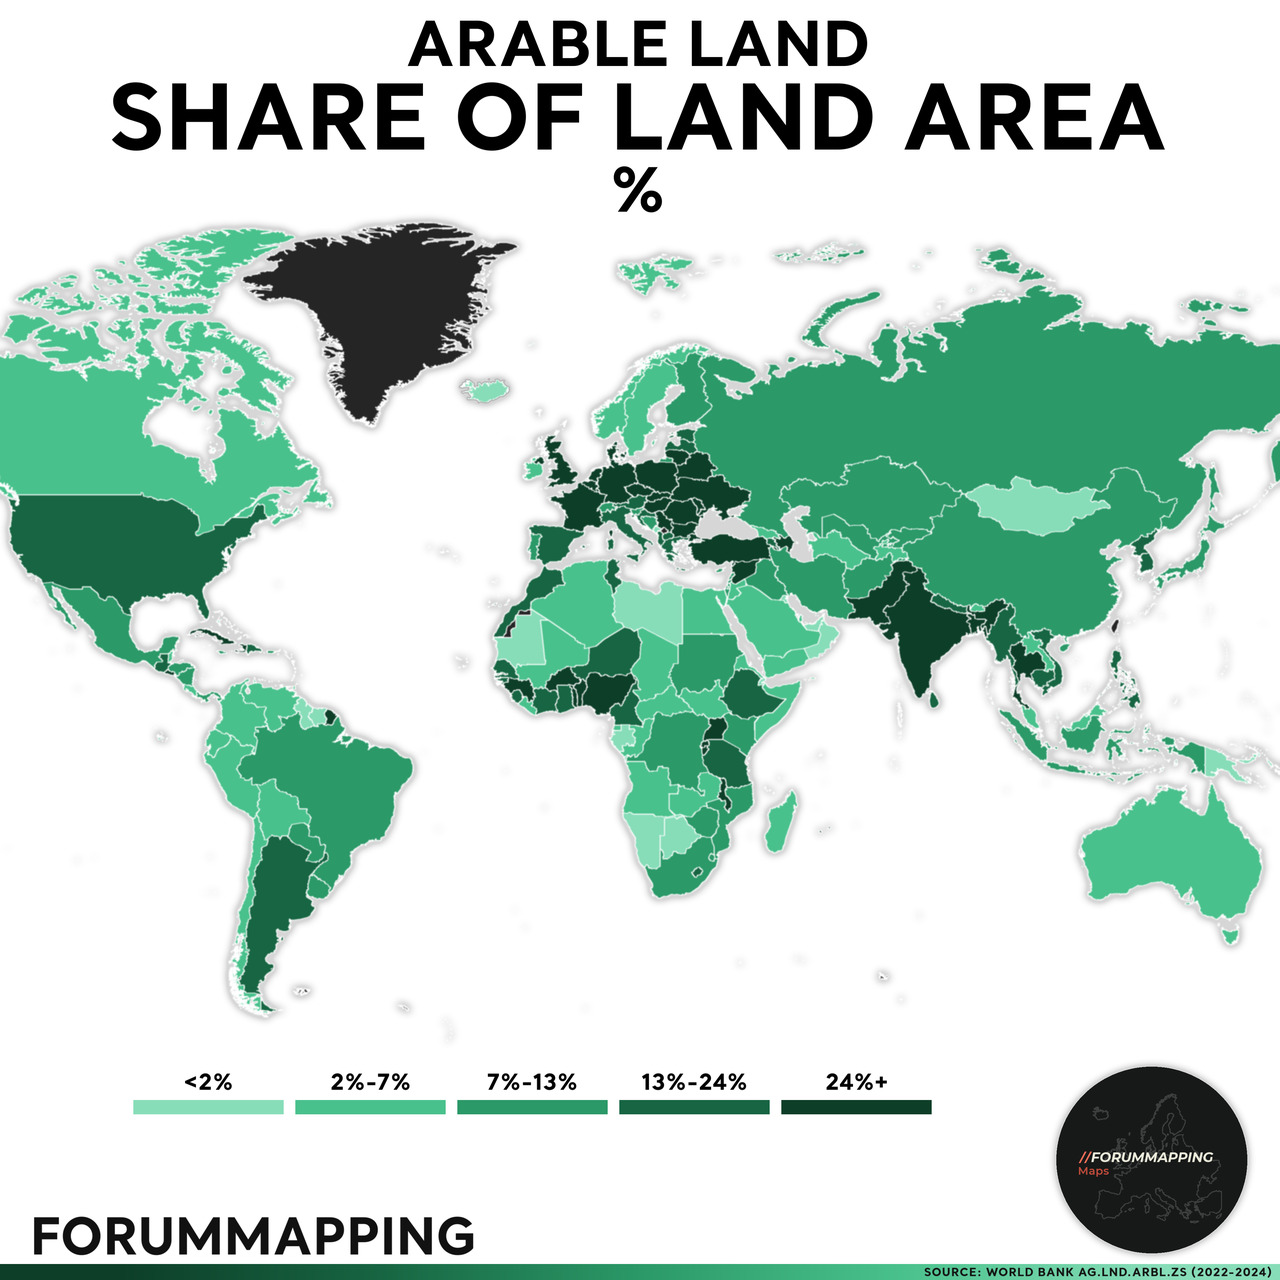 ARABLE LAND
SHARE OF LAND AREA
%
<2% 2%-7% 7%-13% 13%-24% 24%+
//FORUMMAPPING
Maps
FORUMMAPPING
SOURCE: WORLD BANK AG.LND.ARBL.ZS (2022-2024)